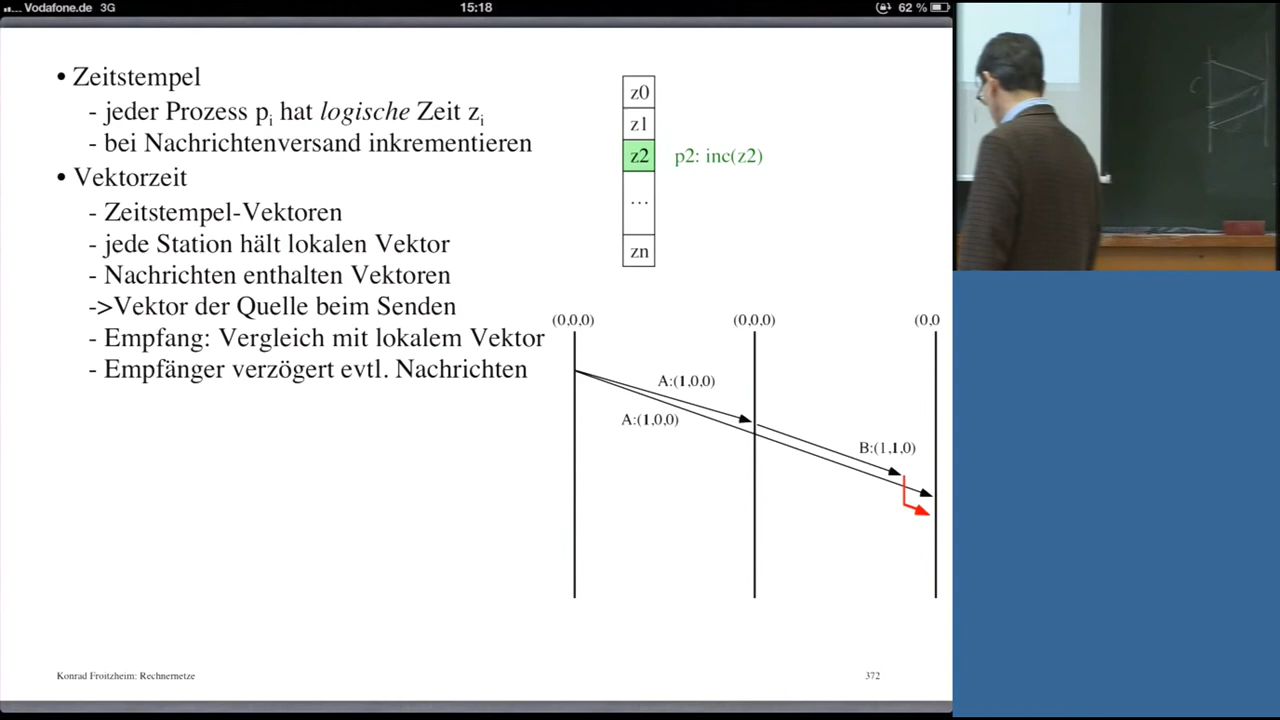 Vodafone.de 3G 15:18 62 %
• Zeitstempel
- jeder Prozess pi hat logische Zeit zi
- bei Nachrichtenversand inkrementieren
• Vektorzeit
- Zeitstempel-Vektoren
- jede Station hält lokalen Vektor
- Nachrichten enthalten Vektoren
->Vektor der Quelle beim Senden
- Empfang: Vergleich mit lokalem Vektor
- Empfänger verzögert evtl. Nachrichten
z0
z1
z2 p2: inc(z2)
...
zn
(0,0,0) (0,0,0) (0,0
A:(1,0,0)
A:(1,0,0)
B:(1,1,0)
Konrad Froitzheim: Rechnernetze 372